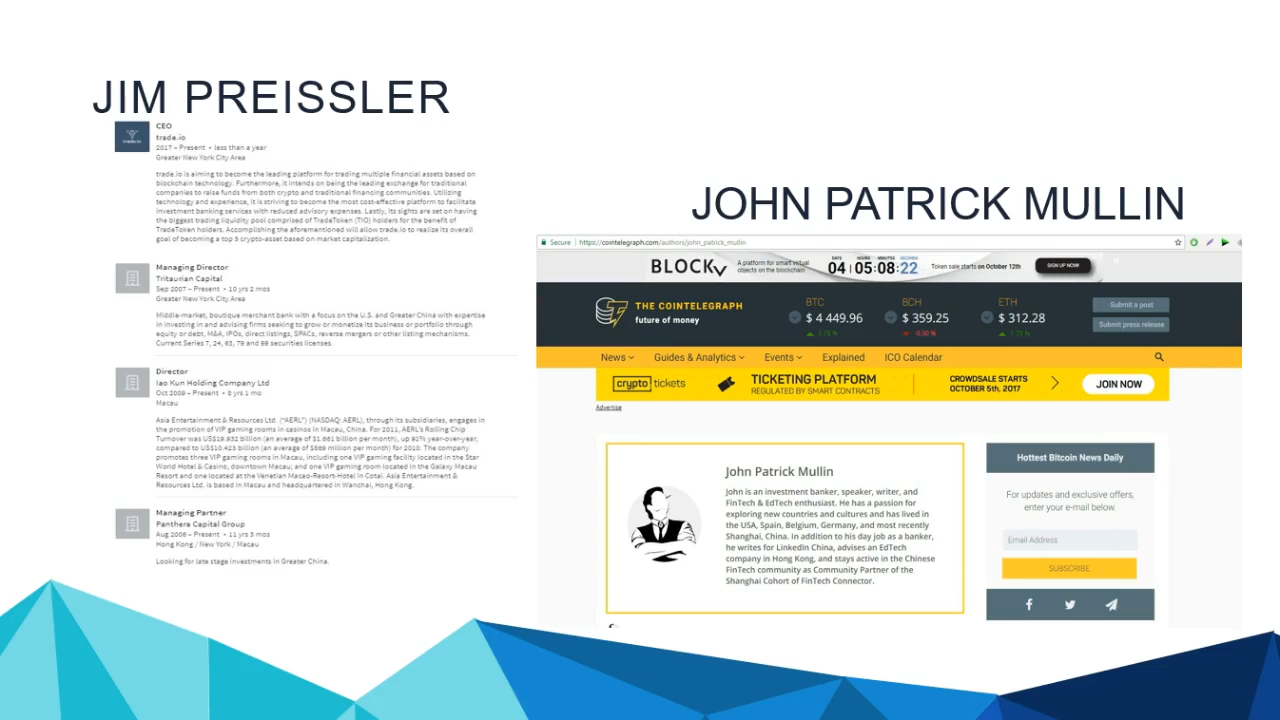 JIM PREISSLER
CEO
trade.io
2017 – Present • less than a year
Greater New York City Area
trade.io is aiming to become the leading platform for trading multiple financial assets based on
blockchain technology. Furthermore, it intends on being the leading exchange for traditional
companies to raise funds from both crypto and traditional financing communities. Utilizing
technology and experience, it is striving to become the most cost-effective platform to facilitate
investment banking services with reduced advisory expenses. Lastly, its sights are set on having
the biggest trading liquidity pool comprised of TradeToken (TIO) holders for the benefit of
TradeToken holders. Accomplishing the aforementioned will allow trade.io to realize its overall
goal of becoming a top 5 crypto-asset based on market capitalization.
Managing Director
Tritaurian Capital
Sep 2007 – Present • 10 yrs 2 mos
Greater New York City Area
Middle-market, boutique merchant bank with a focus on the U.S. and Greater China with expertise
in investing in and advising firms seeking to grow or monetize its business or portfolio through
equity or debt, M&A, IPOs, direct listings, SPACs, reverse mergers or other listing mechanisms.
Current Series 7, 24, 63, 79 and 99 securities licenses.
Director
Iao Kun Holding Company Ltd
Oct 2009 – Present • 8 yrs 1 mo
Macau
Asia Entertainment & Resources Ltd. ("AERL") (NASDAQ: AERL), through its subsidiaries, engages in
the promotion of VIP gaming rooms in casinos in Macau, China. For 2011, AERL's Rolling Chip
Turnover was US$19.932 billion (an average of $1.661 billion per month), up 91% year-over-year,
compared to US$10.423 billion (an average of $869 million per month) for 2010. The company
promotes three VIP gaming rooms in Macau, including one VIP gaming facility located in the Star
World Hotel & Casino, downtown Macau; and one VIP gaming room located in the Galaxy Macau
Resort and one located at the Venetian Macao-Resort-Hotel in Cotai. Asia Entertainment &
Resources Ltd. is based in Macau and headquartered in Wanchai, Hong Kong.
Managing Partner
Panthera Capital Group
Aug 2006 – Present • 11 yrs 3 mos
Hong Kong / New York / Macau
Looking for late stage investments in Greater China.
JOHN PATRICK MULLIN
Secure https://cointelegraph.com/authors/john_patrick_mullin
BLOCKv
A platform for smart virtual
objects on the blockchain
DAYS HOURS MINUTES SECONDS
04 | 05:08:22
Token sale starts on October 12th
SIGN UP NOW!
THE COINTELEGRAPH
future of money
BTC
$ 4 449.96
1.73 %
BCH
$ 359.25
-0.50 %
ETH
$ 312.28
Submit a post
Submit press release
News Guides & Analytics Events Explained ICO Calendar
crypto tickets
TICKETING PLATFORM
REGULATED BY SMART CONTRACTS
CROWDSALE STARTS
OCTOBER 5th, 2017
JOIN NOW
Advertise
John Patrick Mullin
John is an investment banker, speaker, writer, and
FinTech & EdTech enthusiast. He has a passion for
exploring new countries and cultures and has lived in
the USA, Spain, Belgium, Germany, and most recently
Shanghai, China. In addition to his day job as a banker,
he writes for LinkedIn China, advises an EdTech
company in Hong Kong, and stays active in the Chinese
FinTech community as Community Partner of the
Shanghai Cohort of FinTech Connector.
Hottest Bitcoin News Daily
For updates and exclusive offers,
enter your e-mail below.
Email Address
SUBSCRIBE